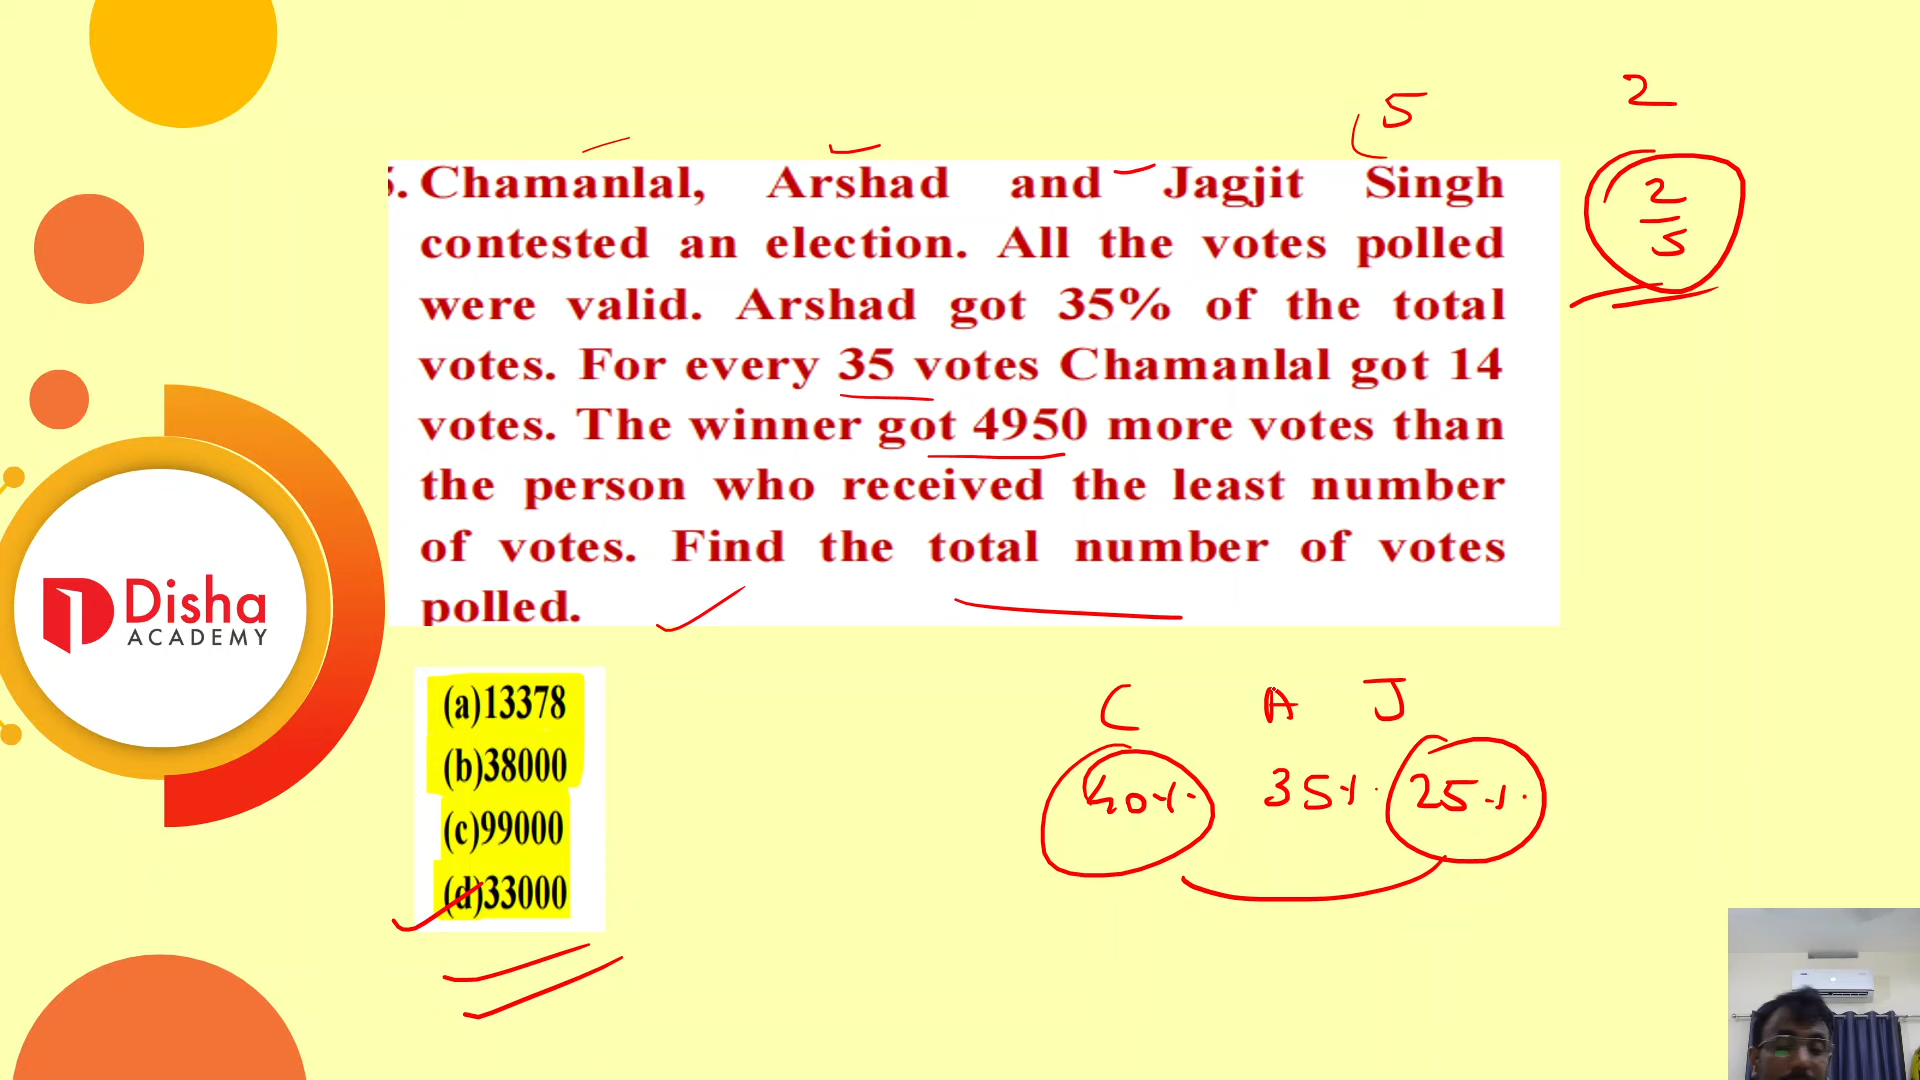 5
2
2
5
5. Chamanlal, Arshad and Jagjit Singh
contested an election. All the votes polled
were valid. Arshad got 35% of the total
votes. For every 35 votes Chamanlal got 14
votes. The winner got 4950 more votes than
the person who received the least number
of votes. Find the total number of votes
polled.
Disha
ACADEMY
(a)13378
(b)38000
(c)99000
(d)33000
C A J
40% 35% 25%